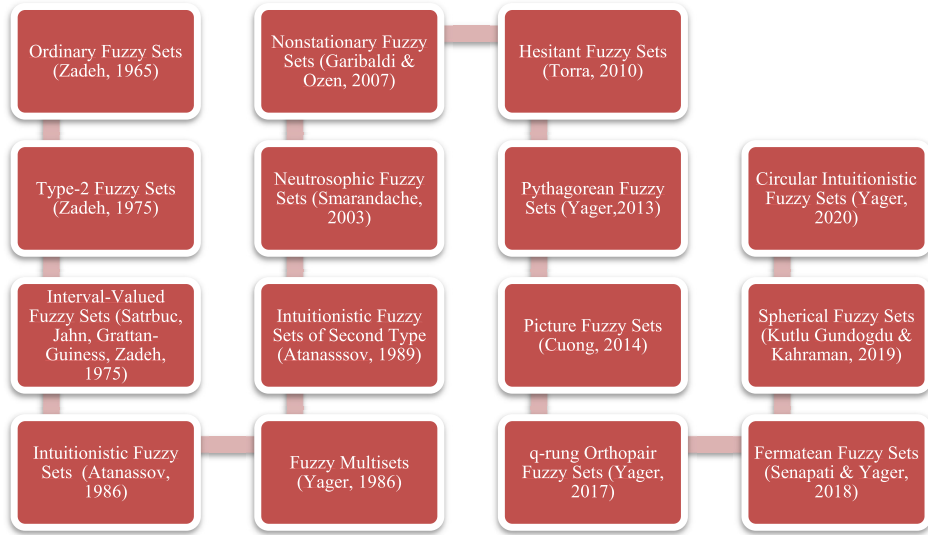 Ordinary Fuzzy Sets
(Zadeh, 1965)
Type-2 Fuzzy Sets
(Zadeh, 1975)
Interval-Valued
Fuzzy Sets (Satrbuc,
Jahn, Grattan-
Guiness, Zadeh,
1975)
Intuitionistic Fuzzy
Sets (Atanassov,
1986)
Fuzzy Multisets
(Yager, 1986)
Intuitionistic Fuzzy
Sets of Second Type
(Atanasssov, 1989)
Neutrosophic Fuzzy
Sets (Smarandache,
2003)
Nonstationary Fuzzy
Sets (Garibaldi &
Ozen, 2007)
Hesitant Fuzzy Sets
(Torra, 2010)
Pythagorean Fuzzy
Sets (Yager,2013)
Picture Fuzzy Sets
(Cuong, 2014)
q-rung Orthopair
Fuzzy Sets (Yager,
2017)
Fermatean Fuzzy Sets
(Senapati & Yager,
2018)
Spherical Fuzzy Sets
(Kutlu Gundogdu &
Kahraman, 2019)
Circular Intuitionistic
Fuzzy Sets (Yager,
2020)